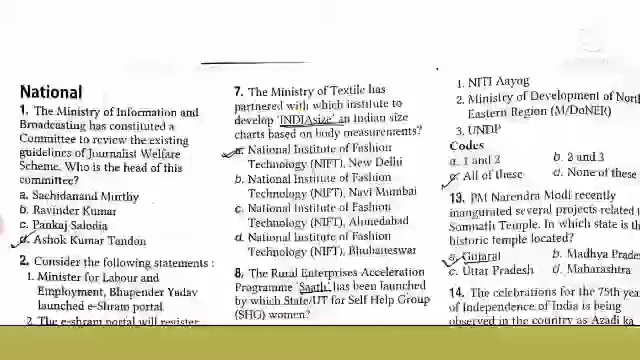 National
1. The Ministry of Information and
Broadcasting has constituted a
Committee to review the existing
guidelines of Journalist Welfare
Scheme. Who is the head of this
committee?
a. Sachidanand Murthy
b. Ravinder Kumar
c. Pankaj Salodia
d. Ashok Kumar Tandon
2. Consider the following statements :
1. Minister for Labour and
Employment, Bhupender Yadav
launched e-Shram portal
2. The e-shram portal will register
7. The Ministry of Textile has
partnered with which institute to
develop 'INDIAsize' an Indian size
charts based on body measurements?
a. National Institute of Fashion
Technology (NIFT), New Delhi
b. National Institute of Fashion
Technology (NIFT), Navi Mumbai
c. National Institute of Fashion
Technology (NIFT), Ahmedabad
d. National Institute of Fashion
Technology (NIFT), Bhubaneswar
8. The Rural Enterprises Acceleration
Programme 'Saath' has been launched
by which State/UT for Self Help Group
(SHG) women?
1. NITI Aayog
2. Ministry of Development of North
Eastern Region (M/DoNER)
3. UNDP
Codes
a. 1 and 2 b. 2 and 3
c. All of these d. None of these
13. PM Narendra Modi recently
inaugurated several projects related t
Somnath Temple. In which state is th
historic temple located?
a. Gujarat b. Madhya Prades
c. Uttar Pradesh d. Maharashtra
14. The celebrations for the 75th year
of Independence of India is being
observed in the country as Azadi ka